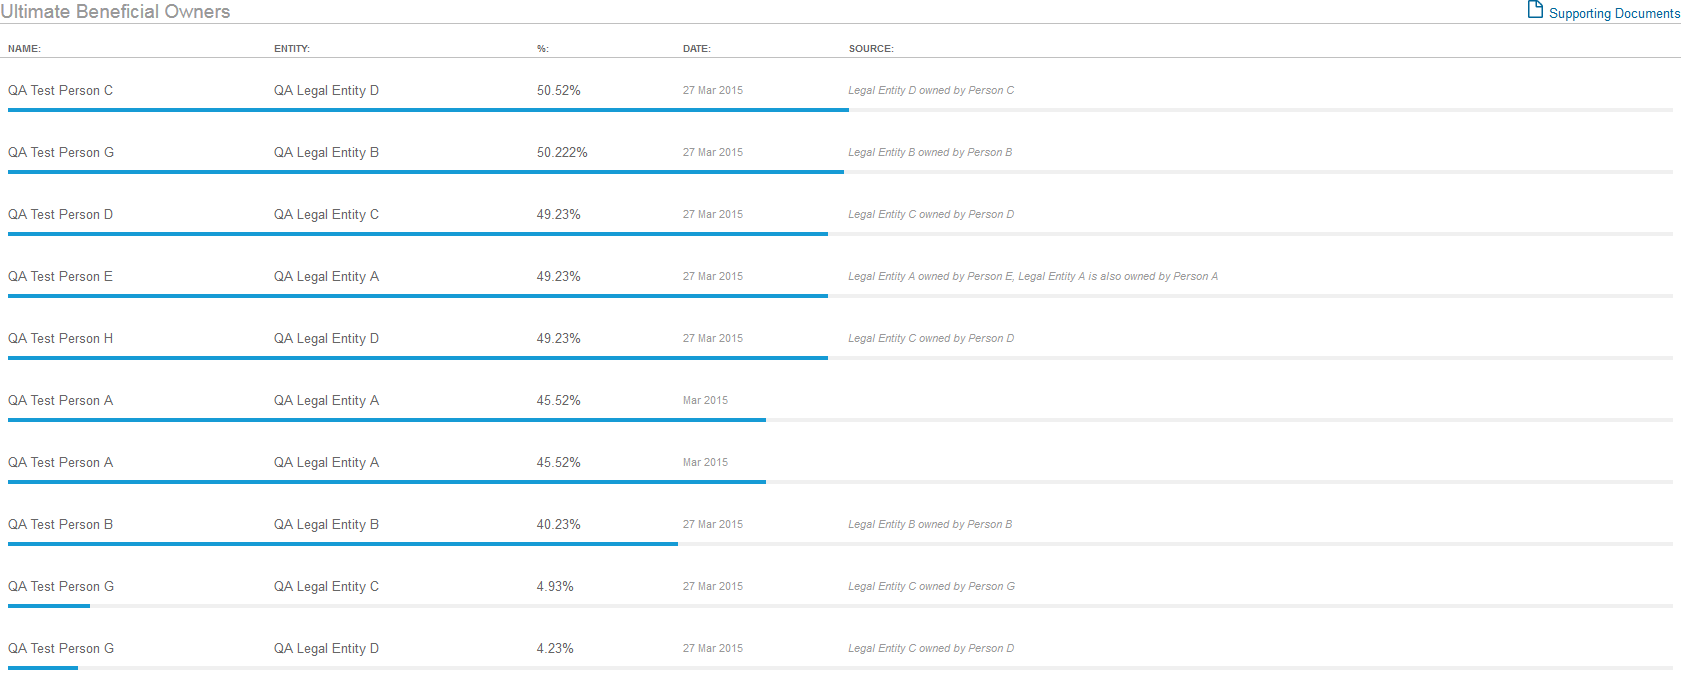 Ultimate Beneficial Owners Supporting Documents
NAME: ENTITY: %: DATE: SOURCE:
QA Test Person C QA Legal Entity D 50.52% 27 Mar 2015 Legal Entity D owned by Person C
QA Test Person G QA Legal Entity B 50.222% 27 Mar 2015 Legal Entity B owned by Person B
QA Test Person D QA Legal Entity C 49.23% 27 Mar 2015 Legal Entity C owned by Person D
QA Test Person E QA Legal Entity A 49.23% 27 Mar 2015 Legal Entity A owned by Person E, Legal Entity A is also owned by Person A
QA Test Person H QA Legal Entity D 49.23% 27 Mar 2015 Legal Entity C owned by Person D
QA Test Person A QA Legal Entity A 45.52% Mar 2015
QA Test Person A QA Legal Entity A 45.52% Mar 2015
QA Test Person B QA Legal Entity B 40.23% 27 Mar 2015 Legal Entity B owned by Person B
QA Test Person G QA Legal Entity C 4.93% 27 Mar 2015 Legal Entity C owned by Person G
QA Test Person G QA Legal Entity D 4.23% 27 Mar 2015 Legal Entity C owned by Person D